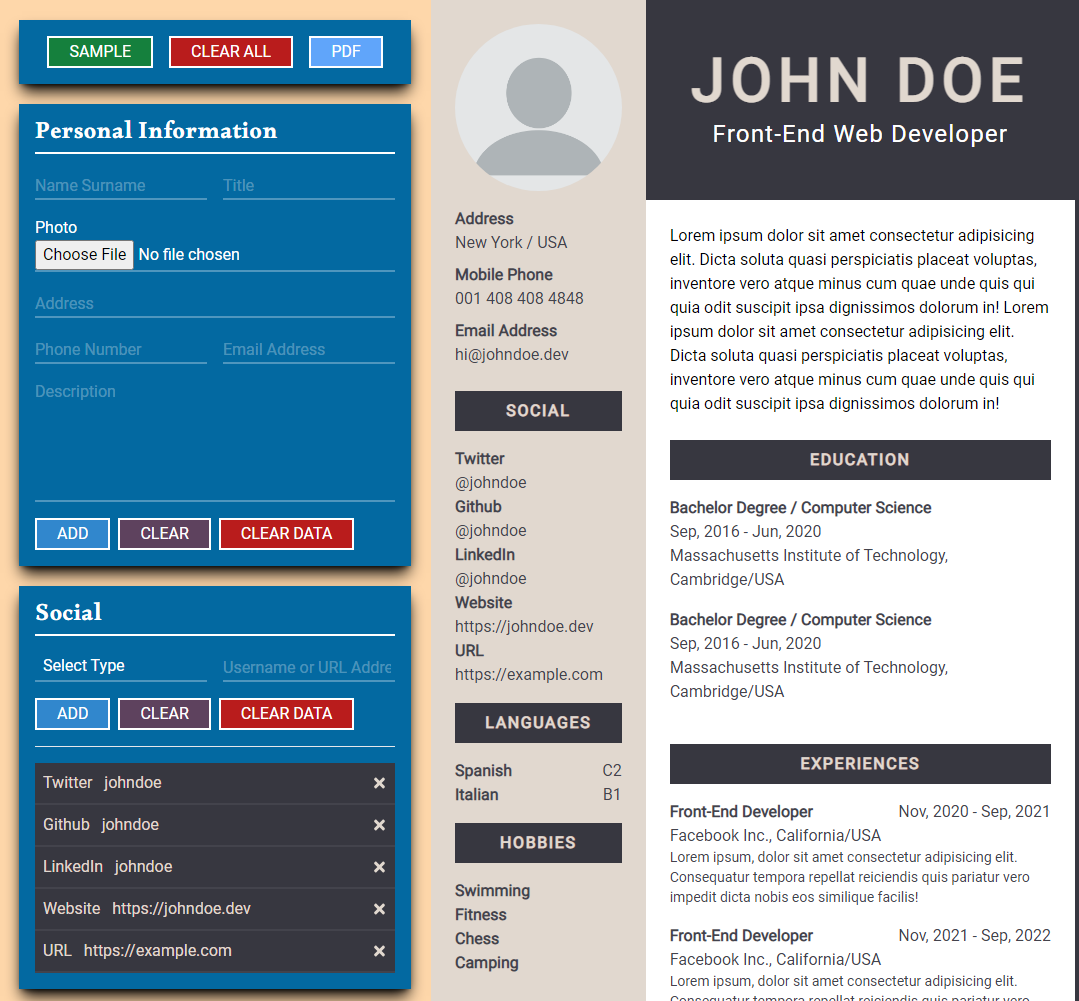 SAMPLE CLEAR ALL PDF
Personal Information
Name Surname Title
Photo
Choose File No file chosen
Address
Phone Number Email Address
Description
ADD CLEAR CLEAR DATA
Social
Select Type Username or URL Addre
ADD CLEAR CLEAR DATA
Twitter johndoe ×
Github johndoe ×
LinkedIn johndoe ×
Website https://johndoe.dev ×
URL https://example.com ×
Address
New York / USA
Mobile Phone
001 408 408 4848
Email Address
hi@johndoe.dev
SOCIAL
Twitter
@johndoe
Github
@johndoe
LinkedIn
@johndoe
Website
https://johndoe.dev
URL
https://example.com
LANGUAGES
Spanish C2
Italian B1
HOBBIES
Swimming
Fitness
Chess
Camping
JOHN DOE
Front-End Web Developer
Lorem ipsum dolor sit amet consectetur adipisicing
elit. Dicta soluta quasi perspiciatis placeat voluptas,
inventore vero atque minus cum quae unde quis qui
quia odit suscipit ipsa dignissimos dolorum in! Lorem
ipsum dolor sit amet consectetur adipisicing elit.
Dicta soluta quasi perspiciatis placeat voluptas,
inventore vero atque minus cum quae unde quis qui
quia odit suscipit ipsa dignissimos dolorum in!
EDUCATION
Bachelor Degree / Computer Science
Sep, 2016 - Jun, 2020
Massachusetts Institute of Technology,
Cambridge/USA
Bachelor Degree / Computer Science
Sep, 2016 - Jun, 2020
Massachusetts Institute of Technology,
Cambridge/USA
EXPERIENCES
Front-End Developer Nov, 2020 - Sep, 2021
Facebook Inc., California/USA
Lorem ipsum, dolor sit amet consectetur adipisicing elit.
Consequatur tempora repellat reiciendis quis pariatur vero
impedit dicta nobis eos similique facilis!
Front-End Developer Nov, 2021 - Sep, 2022
Facebook Inc., California/USA
Lorem ipsum, dolor sit amet consectetur adipisicing elit.
Consequatur tempora repellat reiciendis quis pariatur vero